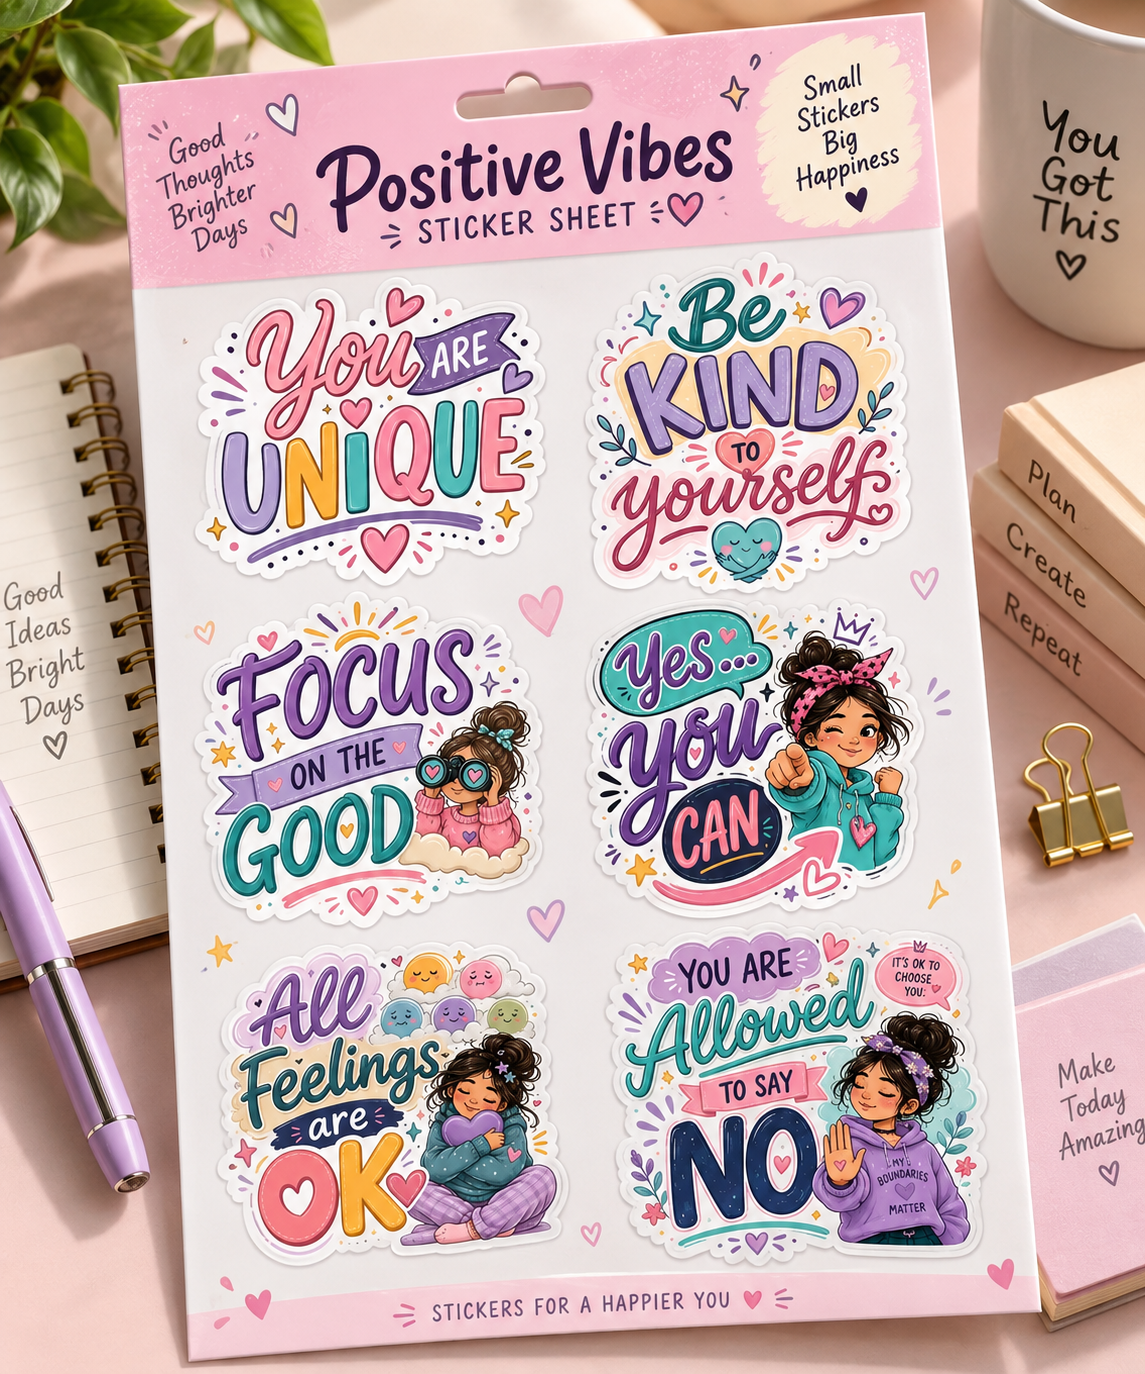 Good
Thoughts
Brighter
Days
Positive Vibes
STICKER SHEET
Small
Stickers
Big
Happiness
You
Got
This
You ARE
UNIQUE
Be
KIND
TO
yourself
Plan
Create
Repeat
Good
Ideas
Bright
Days
FOCUS
ON THE
GOOD
Yes...
you
CAN
All
Feelings
are
OK
YOU ARE
Allowed
TO SAY
NO
IT'S OK TO
CHOOSE
YOU.
MY
BOUNDARIES
MATTER
Make
Today
Amazing
STICKERS FOR A HAPPIER YOU